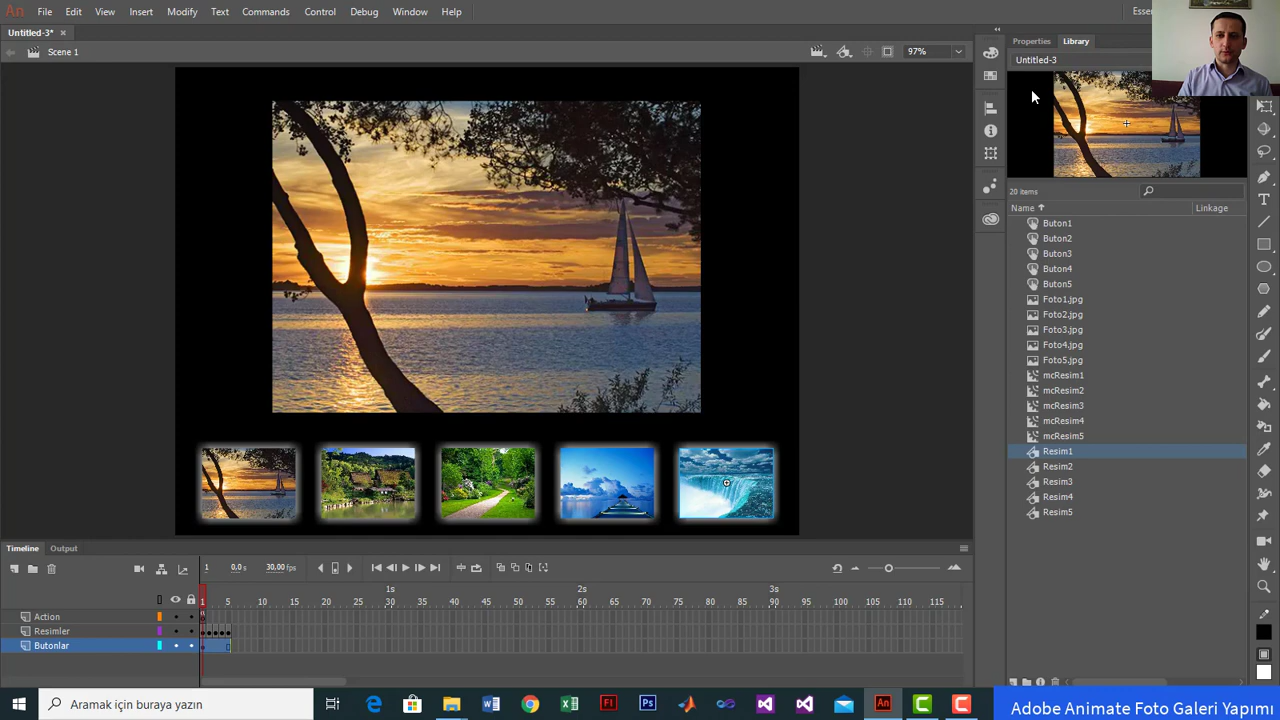 An File Edit View Insert Modify Text Commands Control Debug Window Help
Untitled-3* × Properties Library
Scene 1 97% Untitled-3
20 items
Name Linkage
Buton1
Buton2
Buton3
Buton4
Buton5
Foto1.jpg
Foto2.jpg
Foto3.jpg
Foto4.jpg
Foto5.jpg
mcResim1
mcResim2
mcResim3
mcResim4
mcResim5
Resim1
Resim2
Resim3
Resim4
Resim5
Timeline Output
1 0.0 s 30.00 fps
1s 2s 3s
1 5 10 15 20 25 30 35 40 45 50 55 60 65 70 75 80 85 90 95 100 105 110 115
Action
Resimler
Butonlar
Aramak için buraya yazın
Adobe Animate Foto Galeri Yapımı